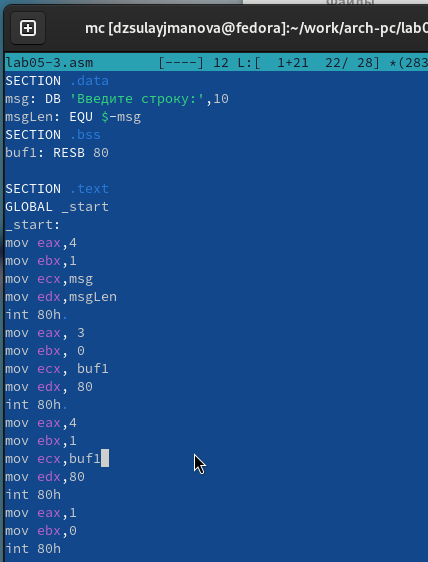 Файлы
mc [dzsulayjmanova@fedora]:~/work/arch-pc/lab0
lab05-3.asm [----] 12 L:[ 1+21 22/ 28] *(283
SECTION .data
msg: DB 'Введите строку:',10
msgLen: EQU $-msg
SECTION .bss
buf1: RESB 80
SECTION .text
GLOBAL _start
_start:
mov eax,4
mov ebx,1
mov ecx,msg
mov edx,msgLen
int 80h.
mov eax, 3
mov ebx, 0
mov ecx, buf1
mov edx, 80
int 80h.
mov eax,4
mov ebx,1
mov ecx,buf1
mov edx,80
int 80h
mov eax,1
mov ebx,0
int 80h